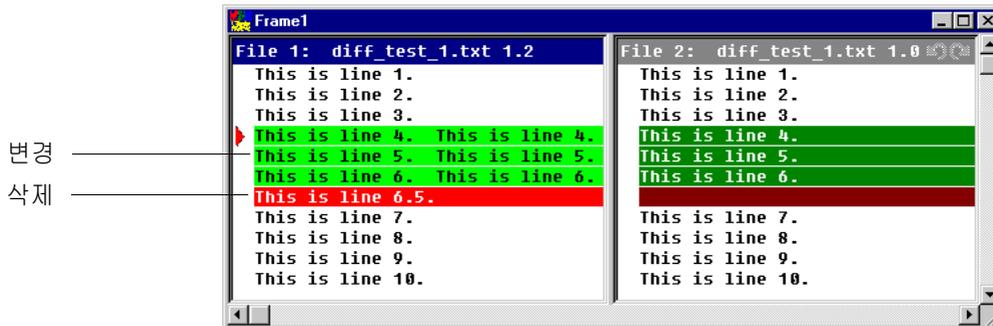 Frame1
File 1: diff_test_1.txt 1.2
This is line 1.
This is line 2.
This is line 3.
This is line 4. This is line 4.
This is line 5. This is line 5.
This is line 6. This is line 6.
This is line 6.5.
This is line 7.
This is line 8.
This is line 9.
This is line 10.
File 2: diff_test_1.txt 1.0
This is line 1.
This is line 2.
This is line 3.
This is line 4.
This is line 5.
This is line 6.
This is line 7.
This is line 8.
This is line 9.
This is line 10.
변경
삭제